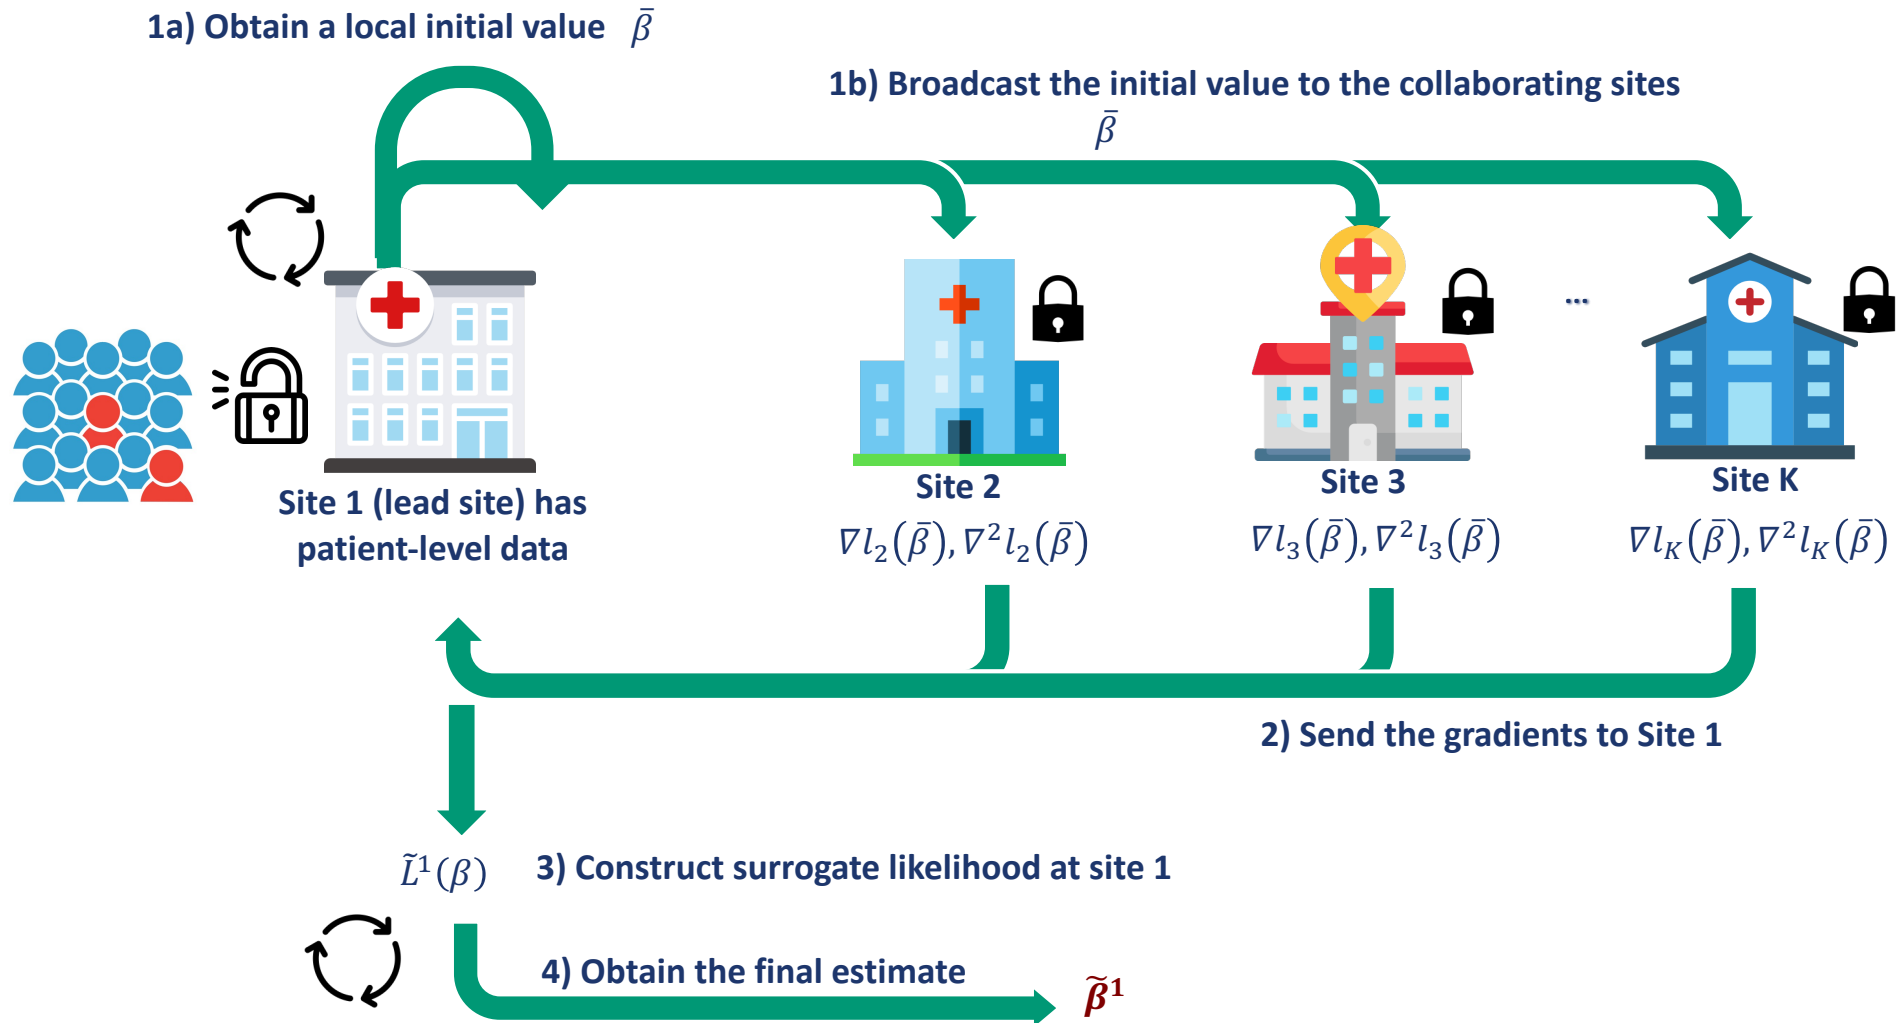 1a) Obtain a local initial value β̄
1b) Broadcast the initial value to the collaborating sites
β̄
...
Site 1 (lead site) has
patient-level data
Site 2
∇l₂(β̄), ∇²l₂(β̄)
Site 3
∇l₃(β̄), ∇²l₃(β̄)
Site K
∇l_K(β̄), ∇²l_K(β̄)
2) Send the gradients to Site 1
L̃¹(β) 3) Construct surrogate likelihood at site 1
4) Obtain the final estimate
β̃¹